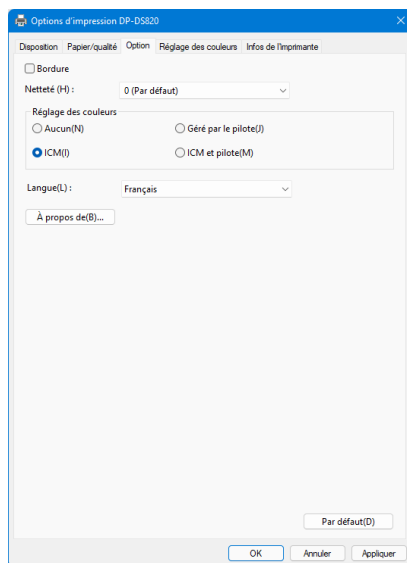 Options d'impression DP-DS820
Disposition Papier/qualité Option Réglage des couleurs Infos de l'Imprimante
Bordure
Netteté (H) : 0 (Par défaut)
Réglage des couleurs
Aucun(N) Géré par le pilote(J)
ICM(I) ICM et pilote(M)
Langue(L) : Français
À propos de(B)...
Par défaut(D)
OK Annuler Appliquer